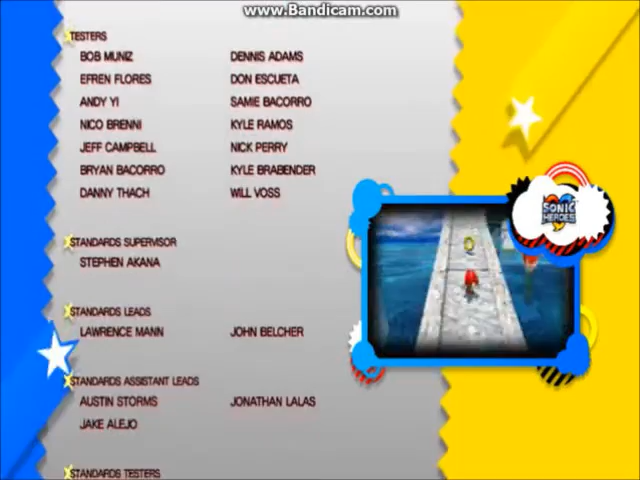 www.Bandicam.com
TESTERS
BOB MUNIZ DENNIS ADAMS
EFREN FLORES DON ESCUETA
ANDY YI SAMIE BACORRO
NICO BRENNI KYLE RAMOS
JEFF CAMPBELL NICK PERRY
BRYAN BACORRO KYLE BRABENDER
DANNY THACH WILL VOSS
STANDARDS SUPERVISOR
STEPHEN AKANA
SONIC
HEROES
STANDARDS LEADS
LAWRENCE MANN JOHN BELCHER
STANDARDS ASSISTANT LEADS
AUSTIN STORMS JONATHAN LALAS
JAKE ALEJO
STANDARDS TESTERS